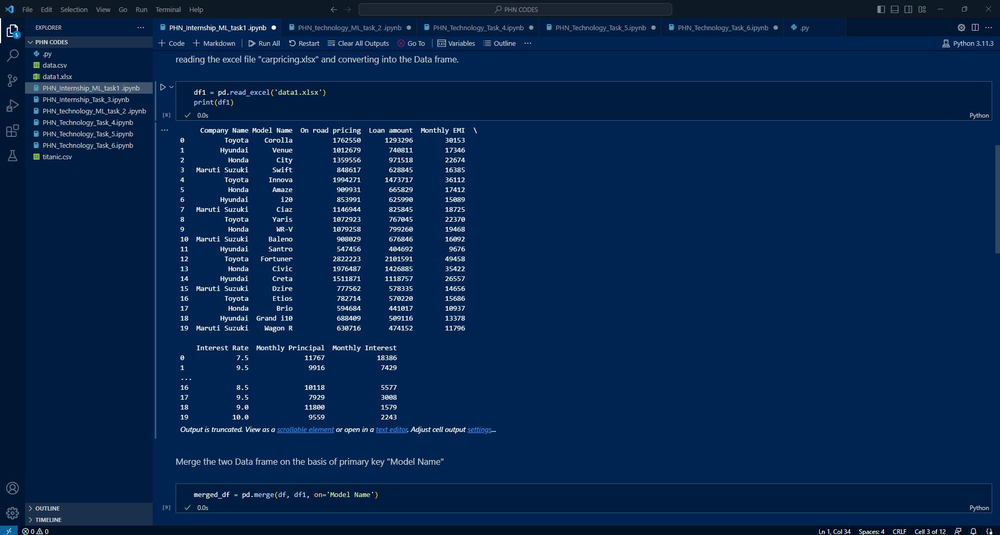 File Edit Selection View Go Run Terminal Help
PHN CODES
EXPLORER
PHN_Internship_ML_task1 .ipynb PHN_technology_ML_task_2 .ipynb PHN_Technology_Task_4.ipynb PHN_Technology_Task_5.ipynb PHN_Technology_Task_6.ipynb .py
PHN CODES
.py
data.csv
data1.xlsx
PHN_Internship_ML_task1 .ipynb
PHN_Internship_Task_3.ipynb
PHN_technology_ML_task_2 .ipynb
PHN_Technology_Task_4.ipynb
PHN_Technology_Task_5.ipynb
PHN_Technology_Task_6.ipynb
titanic.csv
5
OUTLINE
TIMELINE
Code Markdown Run All Restart Clear All Outputs Go To Variables Outline ... Python 3.11.3
reading the excel file "carpricing.xlsx" and converting into the Data frame.
df1 = pd.read_excel('data1.xlsx')
print(df1)
[8] 0.0s Python
Company Name Model Name On road pricing Loan amount Monthly EMI \
0 Toyota Corolla 1762550 1293296 30153
1 Hyundai Venue 1012679 740811 17346
2 Honda City 1359556 971518 22674
3 Maruti Suzuki Swift 848617 628845 16385
4 Toyota Innova 1994271 1473717 36112
5 Honda Amaze 909931 665829 17412
6 Hyundai i20 853991 625990 15089
7 Maruti Suzuki Ciaz 1146944 825845 18725
8 Toyota Yaris 1072923 767045 22370
9 Honda WR-V 1079258 799260 19468
10 Maruti Suzuki Baleno 908029 676846 16092
11 Hyundai Santro 547456 404692 9676
12 Toyota Fortuner 2822223 2101591 49458
13 Honda Civic 1976487 1426885 35422
14 Hyundai Creta 1511871 1118757 26557
15 Maruti Suzuki Dzire 777562 578335 14656
16 Toyota Etios 782714 570220 15686
17 Honda Brio 594684 441017 10937
18 Hyundai Grand i10 688409 509116 13378
19 Maruti Suzuki Wagon R 630716 474152 11796
Interest Rate Monthly Principal Monthly Interest
0 7.5 11767 18386
1 9.5 9916 7429
...
16 8.5 10118 5577
17 9.5 7929 3008
18 9.0 11800 1579
19 10.0 9559 2243
Output is truncated. View as a scrollable element or open in a text editor. Adjust cell output settings...
Merge the two Data frame on the basis of primary key "Model Name"
merged_df = pd.merge(df, df1, on='Model Name')
[9] 0.0s Python
0 0 Ln 1, Col 34 Spaces: 4 CRLF Cell 3 of 12